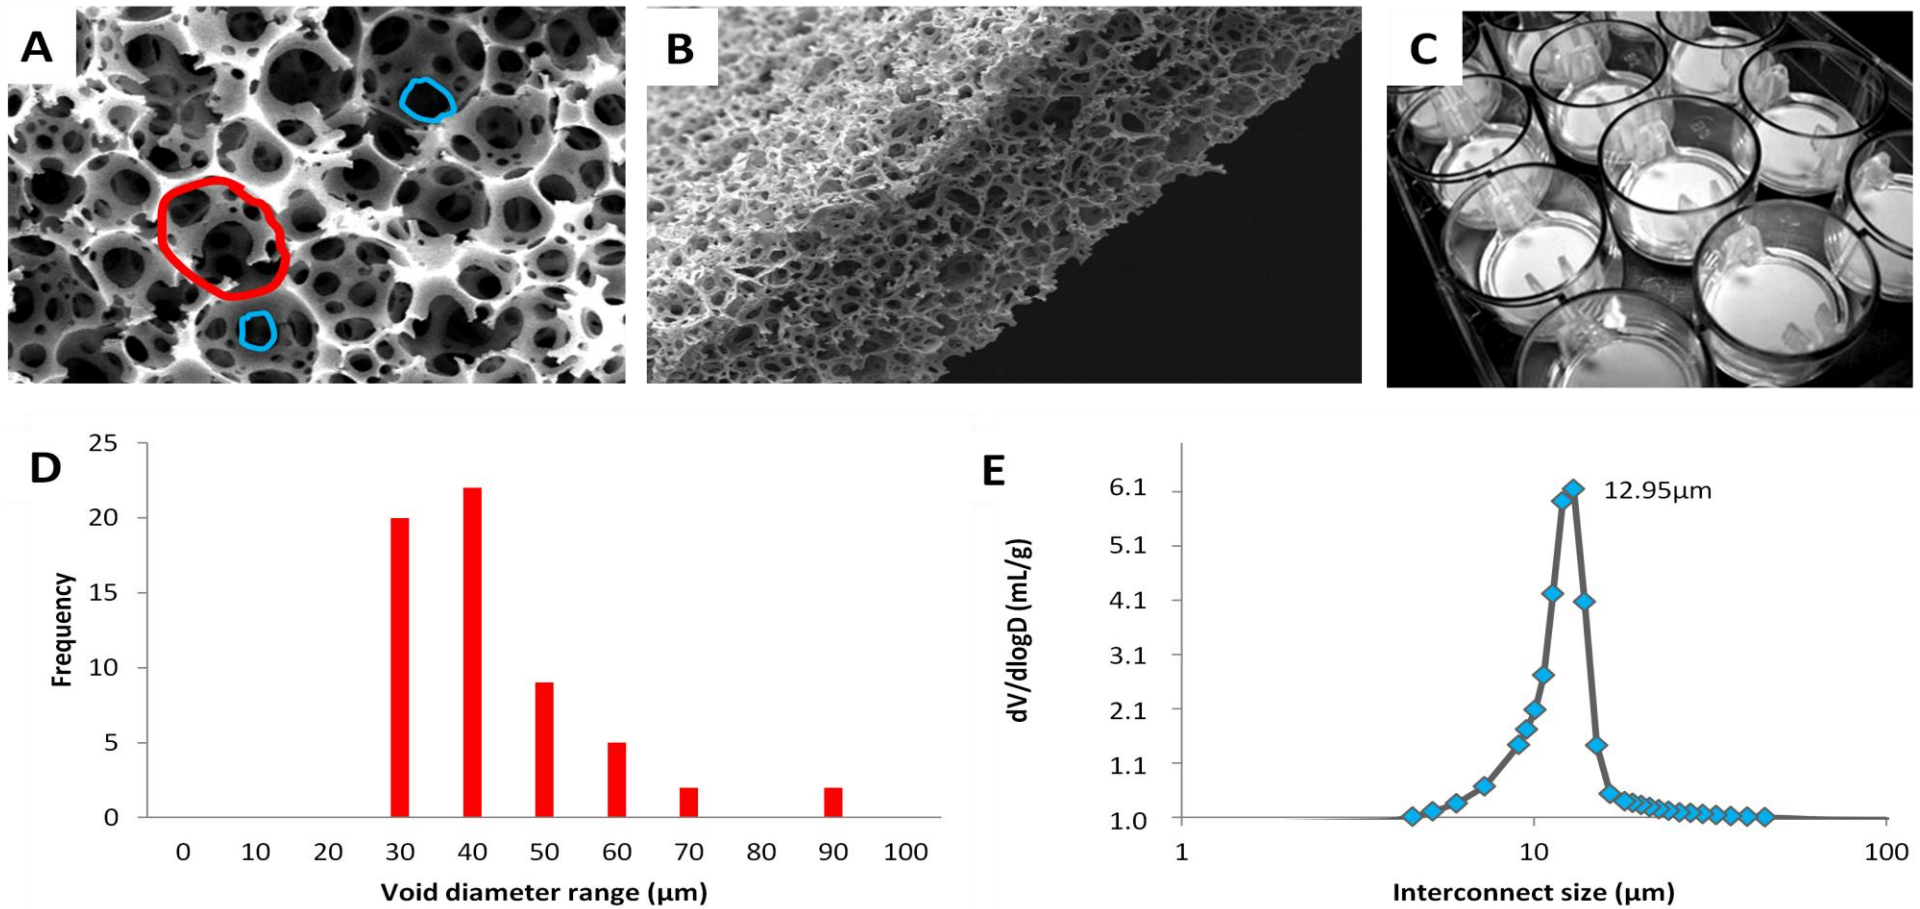 A
B
C
D
25
20
15
10
5
0
Frequency
0 10 20 30 40 50 60 70 80 90 100
Void diameter range (µm)
E
6.1
5.1
4.1
3.1
2.1
1.1
1.0
dV/dlogD (mL/g)
12.95µm
1 10 100
Interconnect size (µm)